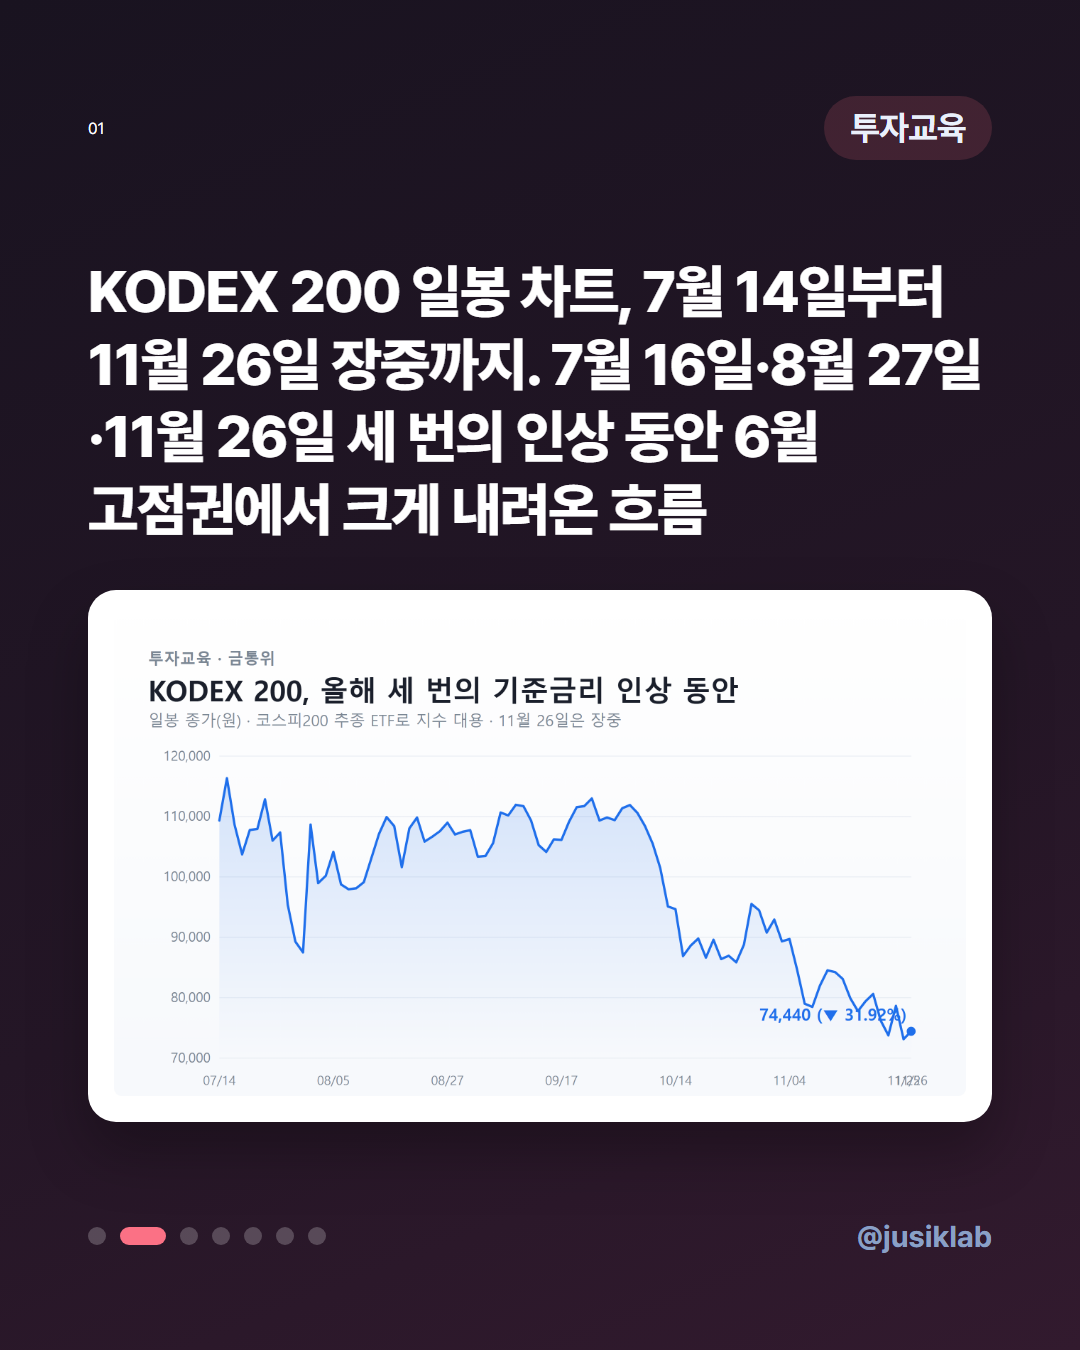 01
투자교육
KODEX 200 일봉 차트, 7월 14일부터
11월 26일 장중까지. 7월 16일·8월 27일
·11월 26일 세 번의 인상 동안 6월
고점권에서 크게 내려온 흐름
투자교육 · 금통위
KODEX 200, 올해 세 번의 기준금리 인상 동안
일봉 종가(원) · 코스피200 추종 ETF로 지수 대용 · 11월 26일은 장중
120,000
110,000
100,000
90,000
80,000
74,440 (▼ 31.92%)
70,000
07/14 08/05 08/27 09/17 10/14 11/04 11/26
@jusiklab